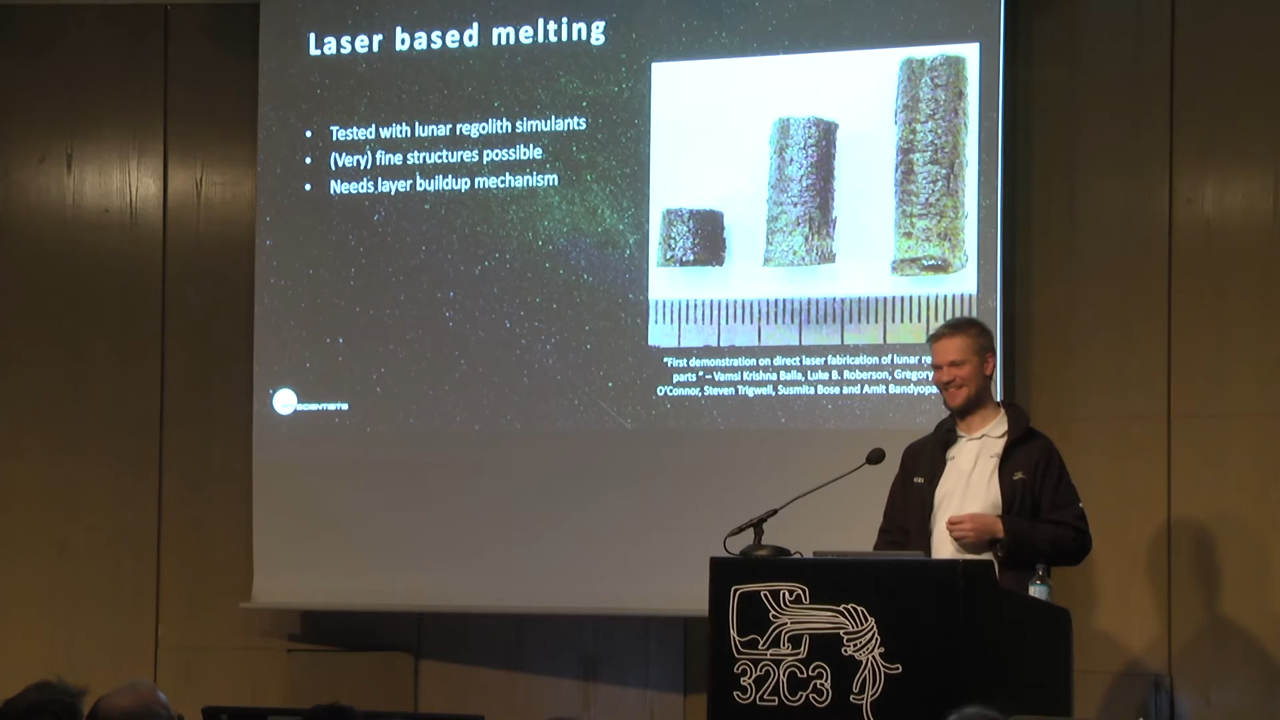 Laser based melting
• Tested with lunar regolith simulants
• (Very) fine structures possible
• Needs layer buildup mechanism
"First demonstration on direct laser fabrication of lunar
parts " – Vamsi Krishna Balla, Luke B. Roberson, Gregory
O'Connor, Steven Trigwell, Susmita Bose and Amit
SCIENTISTS
32C3